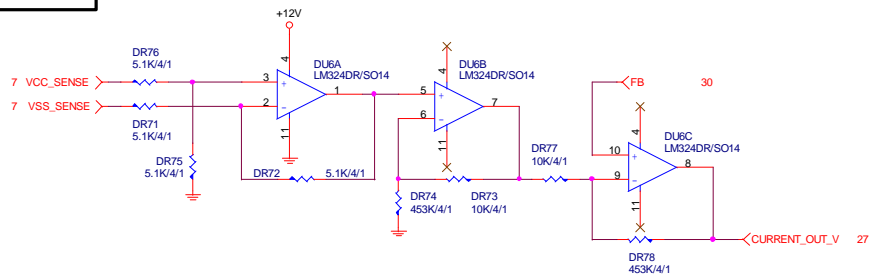 +12V
DR76
5.1K/4/1
DU6A
LM324DR/SO14
DU6B
LM324DR/SO14
7 VCC_SENSE
7 VSS_SENSE
4
3
+
2
-
1
11
DR71
5.1K/4/1
DR75
5.1K/4/1
DR72
5.1K/4/1
4
5
+
6
-
7
11
DR77
10K/4/1
DR74
453K/4/1
DR73
10K/4/1
FB 30
DU6C
LM324DR/SO14
4
10
+
9
-
8
11
CURRENT_OUT_V 27
DR78
453K/4/1